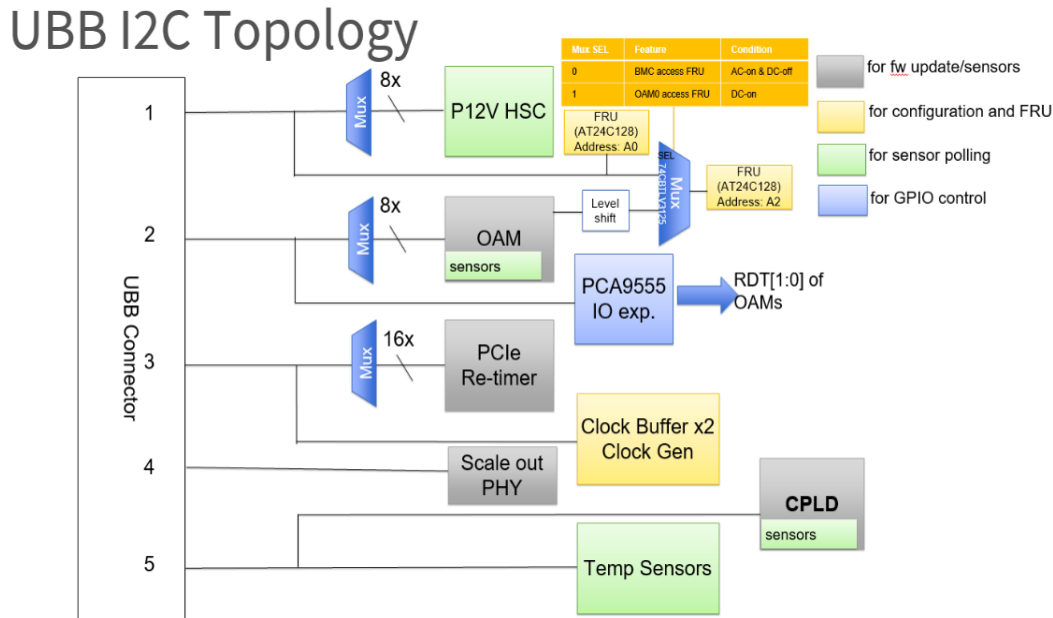 UBB I2C Topology
Mux SEL Feature Condition
0 BMC access FRU AC-on & DC-off
1 OAM0 access FRU DC-on
for fw update/sensors
for configuration and FRU
for sensor polling
for GPIO control
UBB Connector
1
Mux
8x
P12V HSC
FRU
(AT24C128)
Address: A0
SEL
74CBTLV3125
Mux
FRU
(AT24C128)
Address: A2
2
Mux
8x
OAM
sensors
Level
shift
PCA9555
IO exp.
RDT[1:0] of
OAMs
3
Mux
16x
PCIe
Re-timer
Clock Buffer x2
Clock Gen
4
Scale out
PHY
CPLD
sensors
5
Temp Sensors